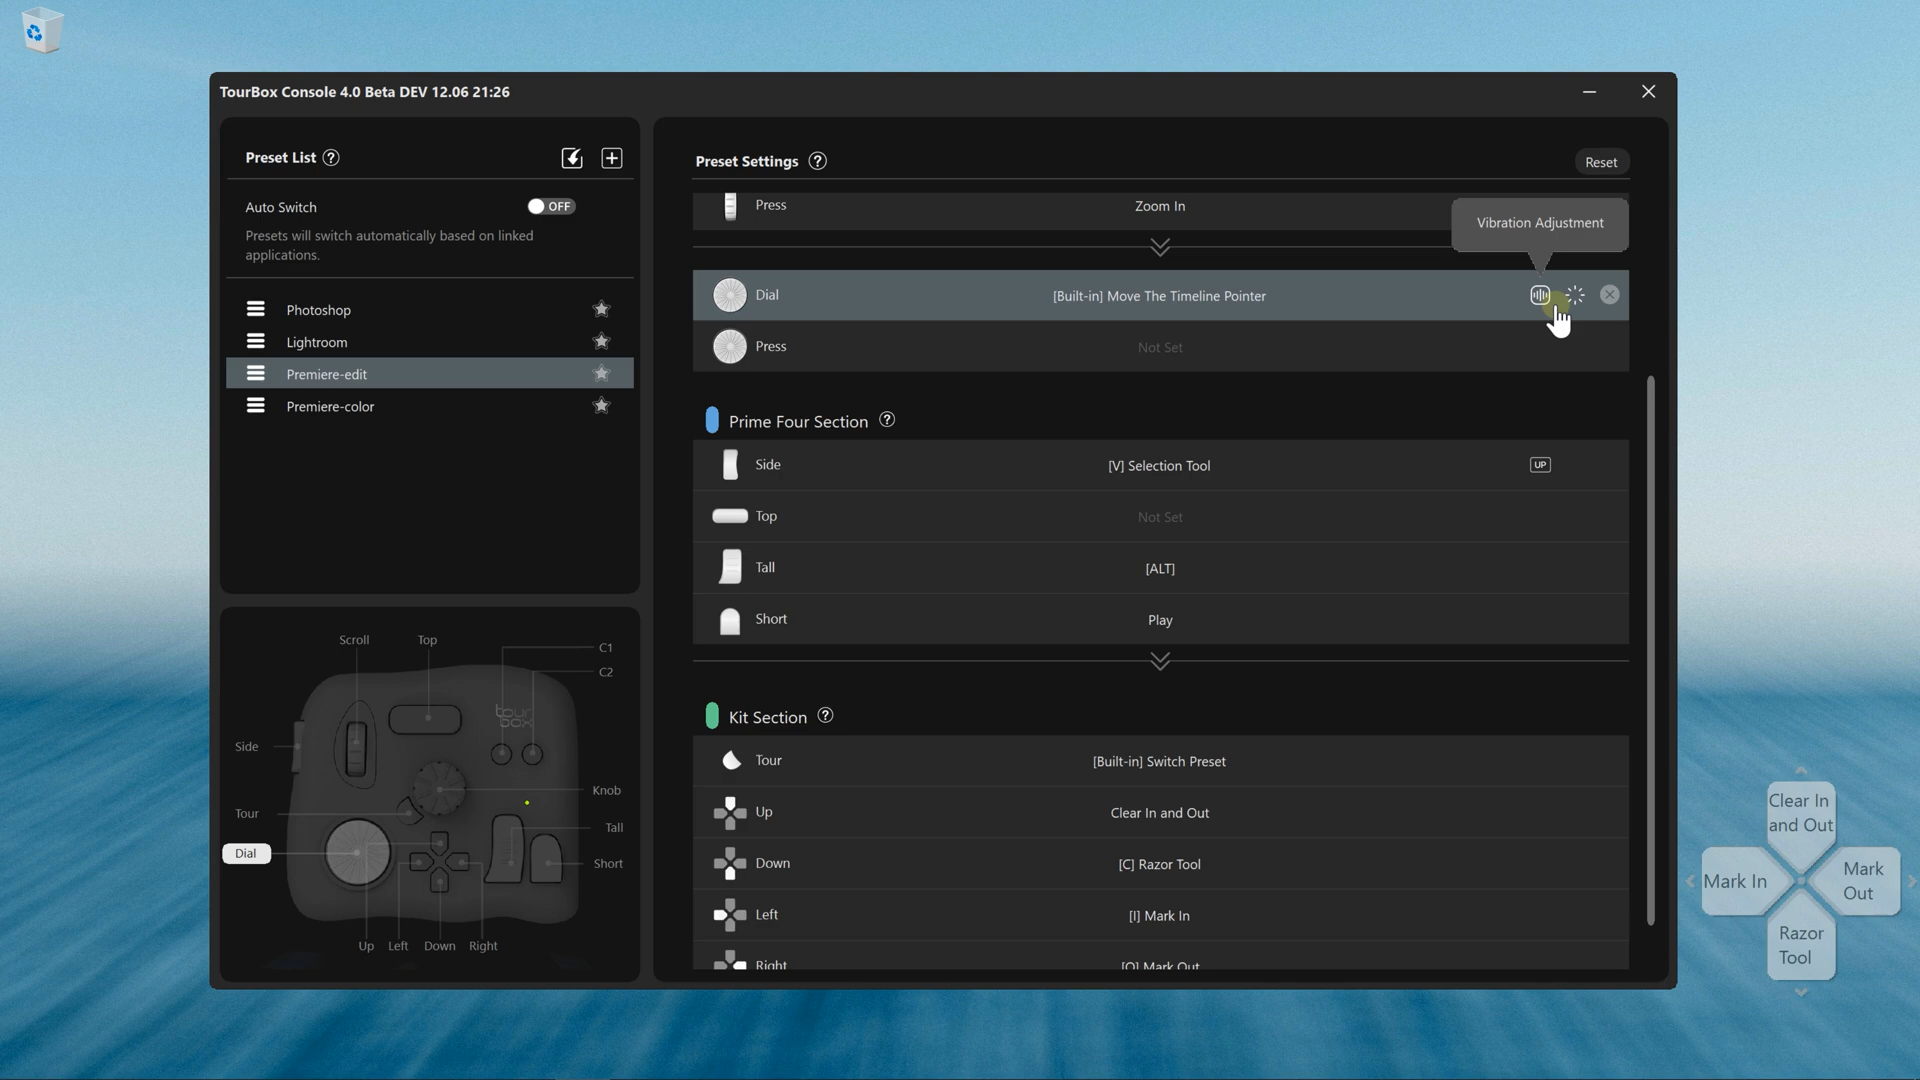 TourBox Console 4.0 Beta DEV 12.06 21:26
Preset List ?
Auto Switch
OFF
Presets will switch automatically based on linked
applications.
Photoshop
Lightroom
Premiere-edit
Premiere-color
Scroll
Top
C1
C2
tour
box
Side
Knob
Tour
Tall
Dial
Short
Up
Left
Down
Right
Preset Settings ?
Reset
Press
Zoom In
Vibration Adjustment
Dial
[Built-in] Move The Timeline Pointer
Press
Not Set
Prime Four Section ?
Side
[V] Selection Tool
UP
Top
Not Set
Tall
[ALT]
Short
Play
Kit Section ?
Tour
[Built-in] Switch Preset
Up
Clear In and Out
Down
[C] Razor Tool
Left
[I] Mark In
Right
[O] Mark Out
Clear In
and Out
Mark In
Mark
Out
Razor
Tool